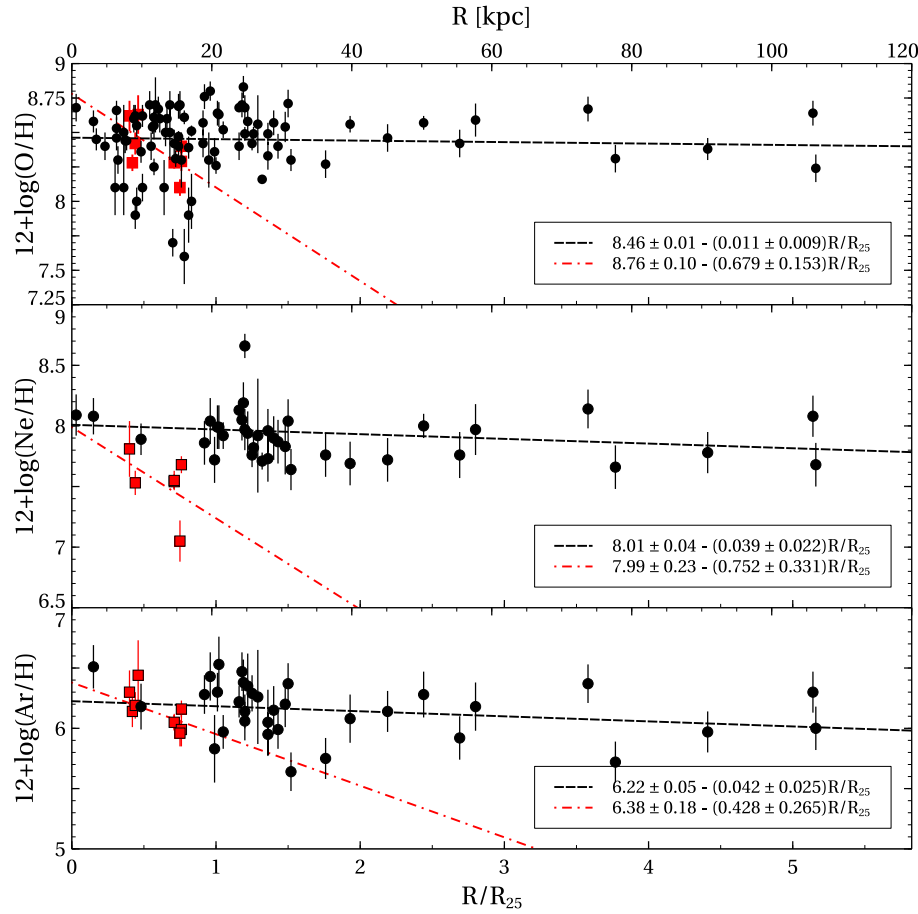 R [kpc]
0 20 40 60 80 100 120
12+log(O/H)
9
8.75
8
7.5
7.25
8.46 ± 0.01 - (0.011 ± 0.009)R/R₂₅
8.76 ± 0.10 - (0.679 ± 0.153)R/R₂₅
12+log(Ne/H)
9
8.5
8
7
6.5
8.01 ± 0.04 - (0.039 ± 0.022)R/R₂₅
7.99 ± 0.23 - (0.752 ± 0.331)R/R₂₅
12+log(Ar/H)
7
6
5
6.22 ± 0.05 - (0.042 ± 0.025)R/R₂₅
6.38 ± 0.18 - (0.428 ± 0.265)R/R₂₅
0 1 2 3 4 5
R/R₂₅